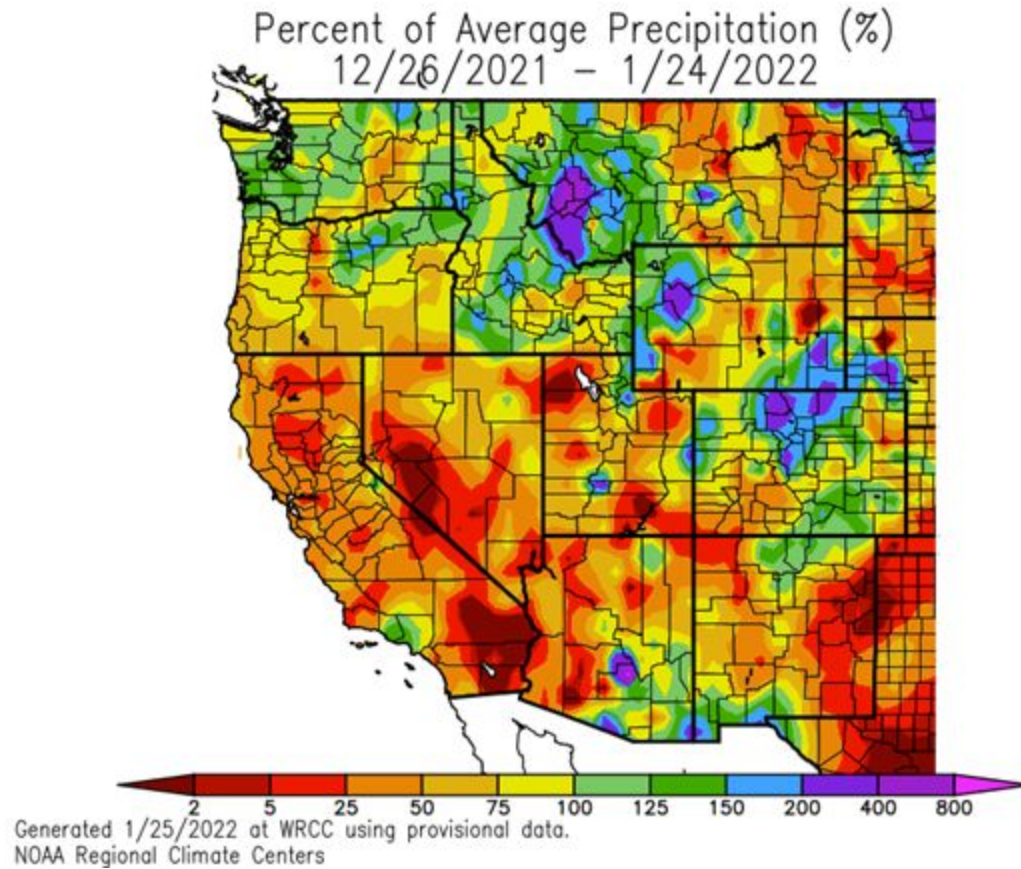 Percent of Average Precipitation (%)
12/26/2021 – 1/24/2022
2 5 25 50 75 100 125 150 200 400 800
Generated 1/25/2022 at WRCC using provisional data.
NOAA Regional Climate Centers